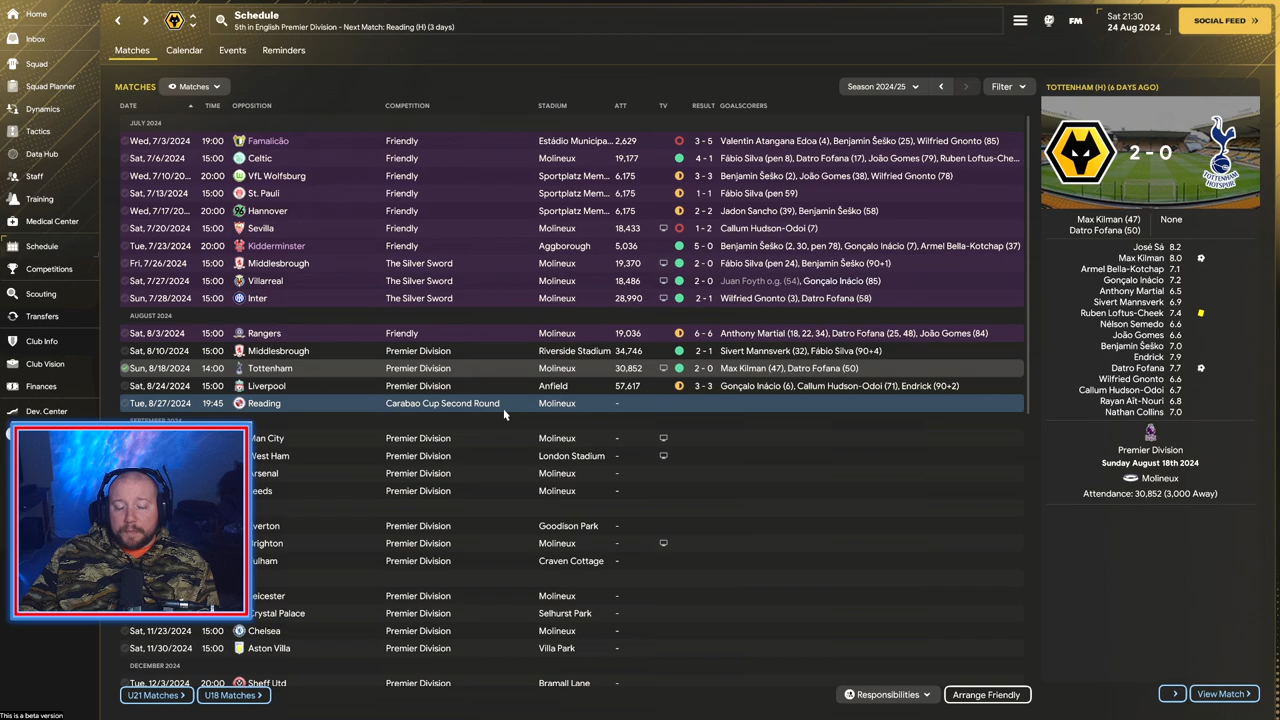 Home
Inbox
Squad
Squad Planner
Dynamics
Tactics
Data Hub
Staff
Training
Medical Center
Schedule
Competitions
Scouting
Transfers
Club Info
Club Vision
Finances
Dev. Center
This is a beta version
Schedule
5th in English Premier Division - Next Match: Reading (H) (3 days)
FM
Sat 21:30
24 Aug 2024
SOCIAL FEED
Matches Calendar Events Reminders
MATCHES Matches Season 2024/25 Filter
DATE TIME OPPOSITION COMPETITION STADIUM ATT TV RESULT GOALSCORERS
JULY 2024
Wed, 7/3/2024 19:00 Famalicão Friendly Estádio Municipa... 2,629 3 - 5 Valentin Atangana Edoa (4), Benjamin Šeško (25), Wilfried Gnonto (85)
Sat, 7/6/2024 15:00 Celtic Friendly Molineux 19,177 4 - 1 Fábio Silva (pen 8), Datro Fofana (17), João Gomes (79), Ruben Loftus-Che...
Wed, 7/10/20... 20:00 VfL Wolfsburg Friendly Sportplatz Mem... 6,175 3 - 3 Benjamin Šeško (2), João Gomes (38), Wilfried Gnonto (78)
Sat, 7/13/2024 15:00 St. Pauli Friendly Sportplatz Mem... 6,175 1 - 1 Fábio Silva (pen 59)
Wed, 7/17/20... 20:00 Hannover Friendly Sportplatz Mem... 6,175 2 - 2 Jadon Sancho (39), Benjamin Šeško (58)
Sat, 7/20/2024 15:00 Sevilla Friendly Molineux 18,433 1 - 2 Callum Hudson-Odoi (7)
Tue, 7/23/2024 20:00 Kidderminster Friendly Aggborough 5,036 5 - 0 Benjamin Šeško (2, 30, pen 78), Gonçalo Inácio (7), Armel Bella-Kotchap (37)
Fri, 7/26/2024 15:00 Middlesbrough The Silver Sword Molineux 19,370 2 - 0 Fábio Silva (pen 24), Benjamin Šeško (90+1)
Sat, 7/27/2024 15:00 Villarreal The Silver Sword Molineux 18,486 2 - 0 Juan Foyth o.g. (54), Gonçalo Inácio (85)
Sun, 7/28/2024 15:00 Inter The Silver Sword Molineux 28,990 2 - 1 Wilfried Gnonto (3), Datro Fofana (58)
AUGUST 2024
Sat, 8/3/2024 15:00 Rangers Friendly Molineux 19,036 6 - 6 Anthony Martial (18, 22, 34), Datro Fofana (25, 48), João Gomes (84)
Sat, 8/10/2024 15:00 Middlesbrough Premier Division Riverside Stadium 34,746 2 - 1 Sivert Mannsverk (32), Fábio Silva (90+4)
Sun, 8/18/2024 14:00 Tottenham Premier Division Molineux 30,852 2 - 0 Max Kilman (47), Datro Fofana (50)
Sat, 8/24/2024 15:00 Liverpool Premier Division Anfield 57,617 3 - 3 Gonçalo Inácio (6), Callum Hudson-Odoi (71), Endrick (90+2)
Tue, 8/27/2024 19:45 Reading Carabao Cup Second Round Molineux -
Man City Premier Division Molineux -
West Ham Premier Division London Stadium -
Arsenal Premier Division Molineux -
Leeds Premier Division Molineux -
Everton Premier Division Goodison Park -
Brighton Premier Division Molineux -
Fulham Premier Division Craven Cottage -
Leicester Premier Division Molineux -
Crystal Palace Premier Division Selhurst Park -
Sat, 11/23/2024 15:00 Chelsea Premier Division Molineux -
Sat, 11/30/2024 15:00 Aston Villa Premier Division Villa Park -
DECEMBER 2024
Tue, 12/3/2024 20:00 Sheff Utd Premier Division Bramall Lane -
U21 Matches U18 Matches Responsibilities Arrange Friendly
TOTTENHAM (H) (6 DAYS AGO)
2 - 0
TOTTENHAM HOTSPUR
Max Kilman (47) None
Datro Fofana (50)
José Sá 8.2
Max Kilman 8.0
Armel Bella-Kotchap 7.1
Gonçalo Inácio 7.2
Anthony Martial 6.5
Sivert Mannsverk 6.9
Ruben Loftus-Cheek 7.4
Nélson Semedo 6.6
João Gomes 6.6
Benjamin Šeško 7.0
Endrick 7.9
Datro Fofana 7.2
Wilfried Gnonto 6.6
Callum Hudson-Odoi 6.7
Rayan Aït-Nouri 6.8
Nathan Collins 7.0
Premier Division
Sunday August 18th 2024
Molineux
Attendance: 30,852 (3,000 Away)
View Match